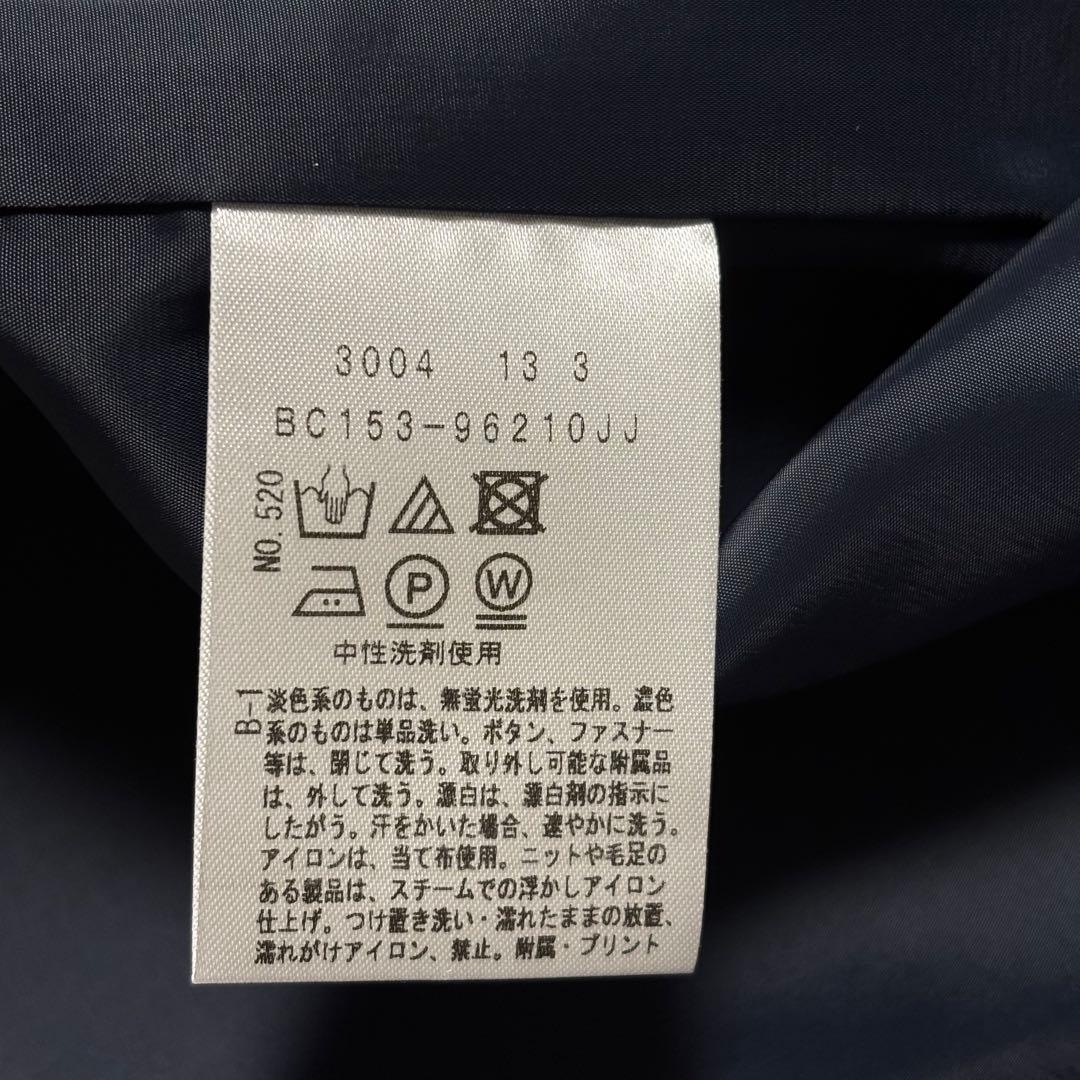 3004 13 3
BC153-96210JJ
NO.520
P
W
中性洗剤使用
B-1
淡色系のものは、無蛍光洗剤を使用。濃色
系のものは単品洗い。ボタン、ファスナー
等は、閉じて洗う。取り外し可能な附属品
は、外して洗う。漂白は、漂白剤の指示に
したがう。汗をかいた場合、速やかに洗う。
アイロンは、当て布使用。ニットや毛足の
ある製品は、スチームでの浮かしアイロン
仕上げ。つけ置き洗い・濡れたままの放置、
濡れがけアイロン、禁止。附属・プリント